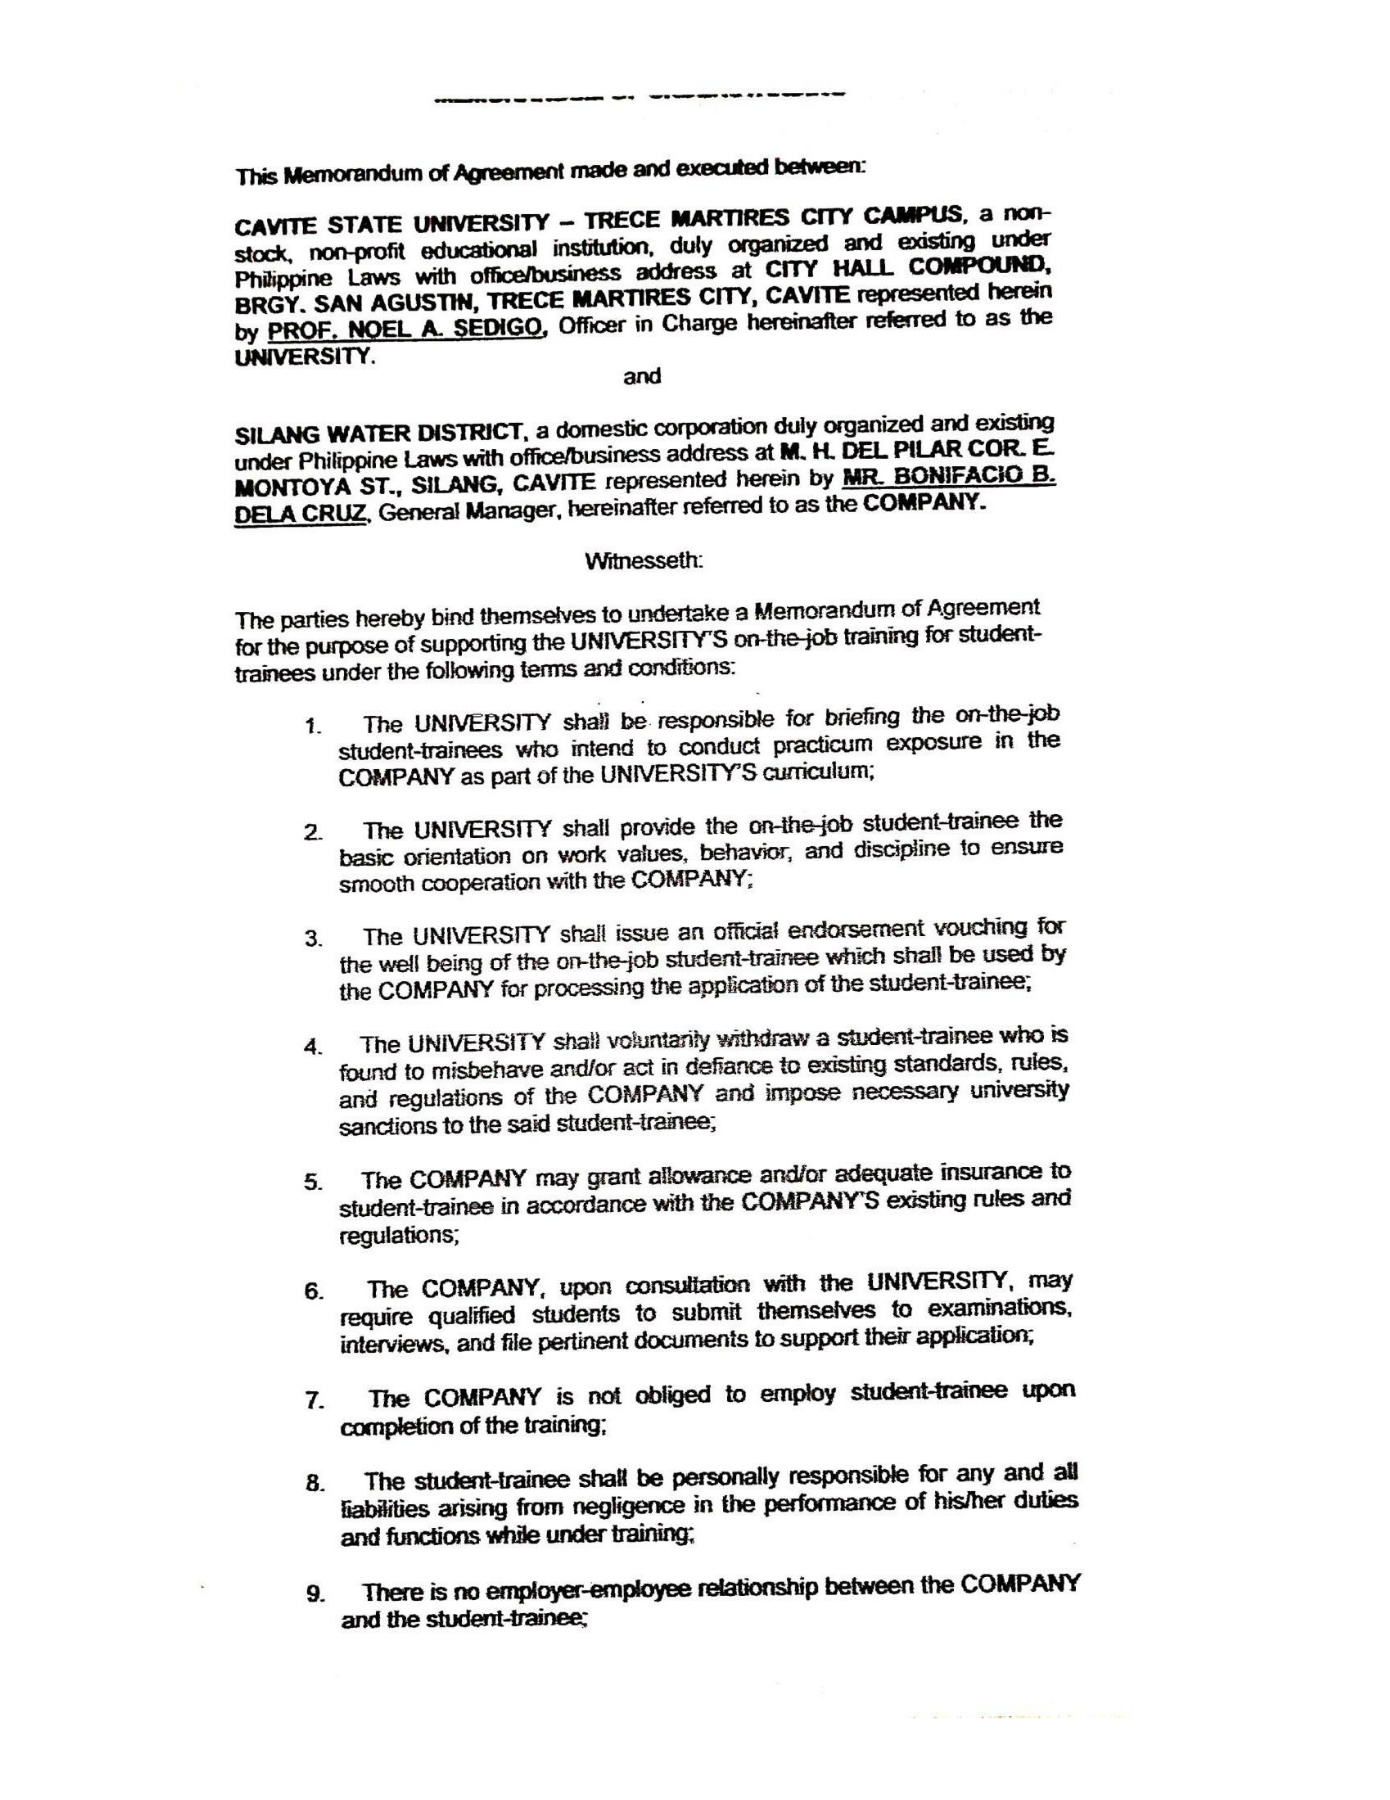 This Memorandum of Agreement made and executed between:
CAVITE STATE UNIVERSITY – TRECE MARTIRES CITY CAMPUS, a non-
stock, non-profit educational institution, duly organized and existing under
Philippine Laws with office/business address at CITY HALL COMPOUND,
BRGY. SAN AGUSTIN, TRECE MARTIRES CITY, CAVITE represented herein
by PROF. NOEL A. SEDIGO, Officer in Charge hereinafter referred to as the
UNIVERSITY.
and
SILANG WATER DISTRICT, a domestic corporation duly organized and existing
under Philippine Laws with office/business address at M. H. DEL PILAR COR. E.
MONTOYA ST., SILANG, CAVITE represented herein by MR. BONIFACIO B.
DELA CRUZ, General Manager, hereinafter referred to as the COMPANY.
Witnesseth:
The parties hereby bind themselves to undertake a Memorandum of Agreement
for the purpose of supporting the UNIVERSITY'S on-the-job training for student-
trainees under the following terms and conditions:
1. The UNIVERSITY shall be responsible for briefing the on-the-job
student-trainees who intend to conduct practicum exposure in the
COMPANY as part of the UNIVERSITY'S curriculum;
2. The UNIVERSITY shall provide the on-the-job student-trainee the
basic orientation on work values, behavior, and discipline to ensure
smooth cooperation with the COMPANY;
3. The UNIVERSITY shall issue an official endorsement vouching for
the well being of the on-the-job student-trainee which shall be used by
the COMPANY for processing the application of the student-trainee;
4. The UNIVERSITY shall voluntarily withdraw a student-trainee who is
found to misbehave and/or act in defiance to existing standards, rules,
and regulations of the COMPANY and impose necessary university
sanctions to the said student-trainee;
5. The COMPANY may grant allowance and/or adequate insurance to
student-trainee in accordance with the COMPANY'S existing rules and
regulations;
6. The COMPANY, upon consultation with the UNIVERSITY, may
require qualified students to submit themselves to examinations,
interviews, and file pertinent documents to support their application;
7. The COMPANY is not obliged to employ student-trainee upon
completion of the training;
8. The student-trainee shall be personally responsible for any and all
liabilities arising from negligence in the performance of his/her duties
and functions while under training;
9. There is no employer-employee relationship between the COMPANY
and the student-trainee;